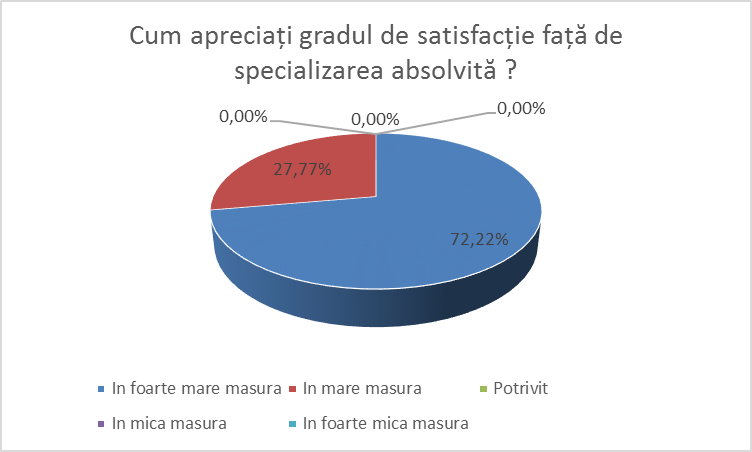 Cum apreciați gradul de satisfacție față de
specializarea absolvită ?
0,00% 0,00% 0,00%
27,77%
72,22%
In foarte mare masura In mare masura Potrivit
In mica masura In foarte mica masura